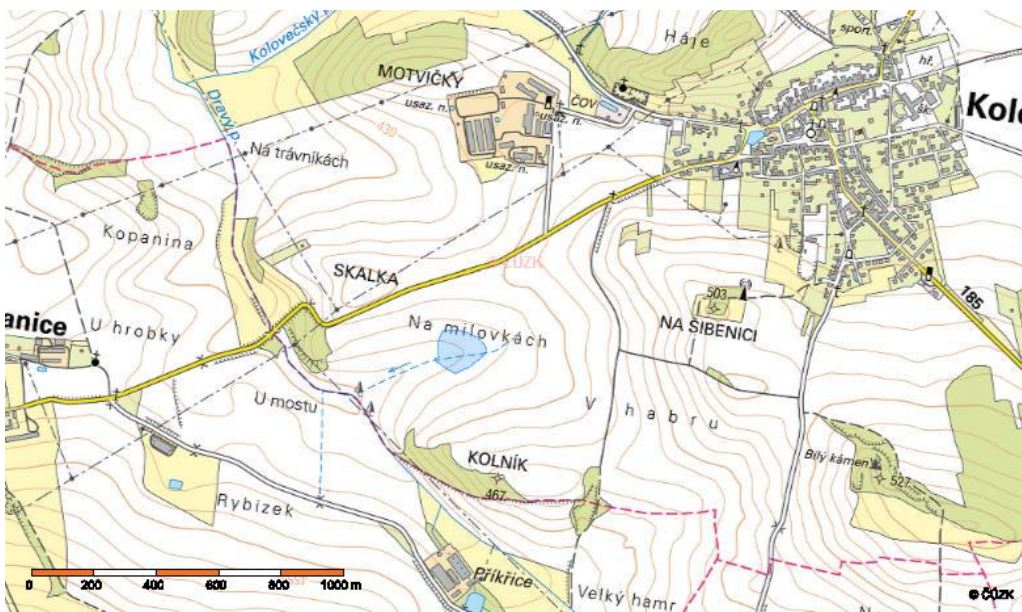 Kolovečský p.
Háje
sport.
hř.
MOTVIČKY
usaz. n.
ČOV
usaz. n.
šk.
Kolo
Dravý p.
430
Na trávníkách
usaz. n.
Kopanina
SKALKA
© ČÚZK
503
185
anice
U hrobky
Na milovkách
NA ŠIBENICI
U mostu
V habru
KOLNÍK
Bílý kámen
467
527
Rybízek
Příkřice
Velký hamr
0 200 400 600 800 1000 m
© ČÚZK